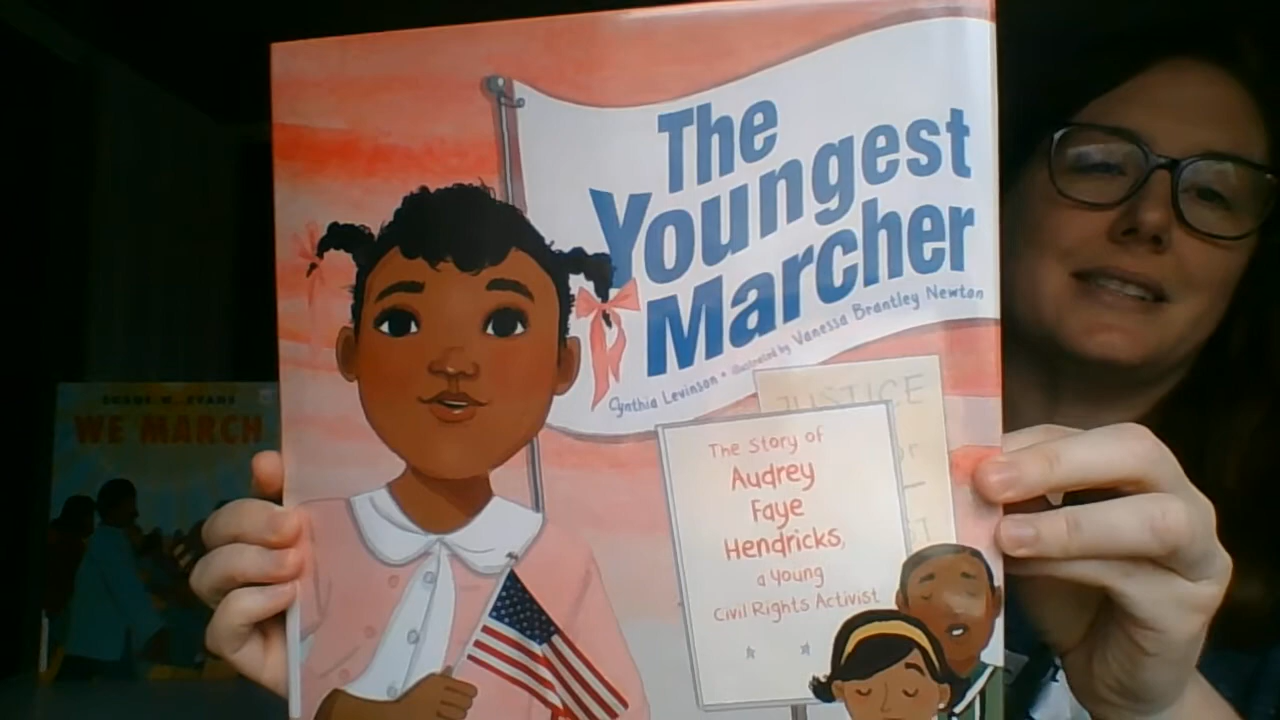 The
Youngest
Marcher
Cynthia Levinson • illustrated by Vanessa Brantley Newton
The Story of
Audrey
Faye
Hendricks,
a young
Civil Rights Activist
JUSTICE
WE MARCH